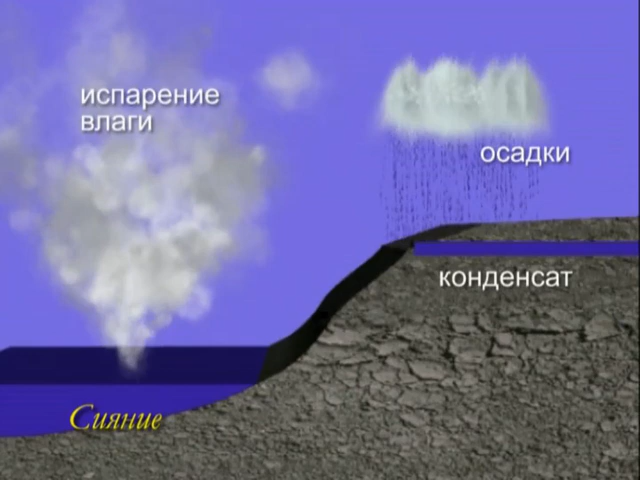 испарение
влаги
осадки
конденсат
Сияние